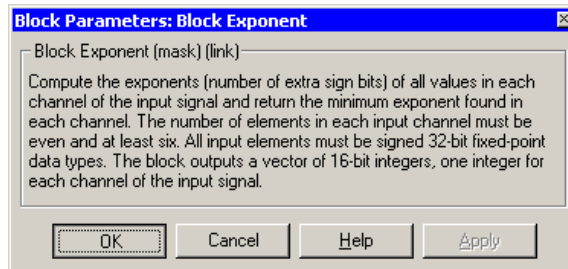 Block Parameters: Block Exponent
Block Exponent (mask) (link)
Compute the exponents (number of extra sign bits) of all values in each
channel of the input signal and return the minimum exponent found in
each channel. The number of elements in each input channel must be
even and at least six. All input elements must be signed 32-bit fixed-point
data types. The block outputs a vector of 16-bit integers, one integer for
each channel of the input signal.
OK Cancel Help Apply